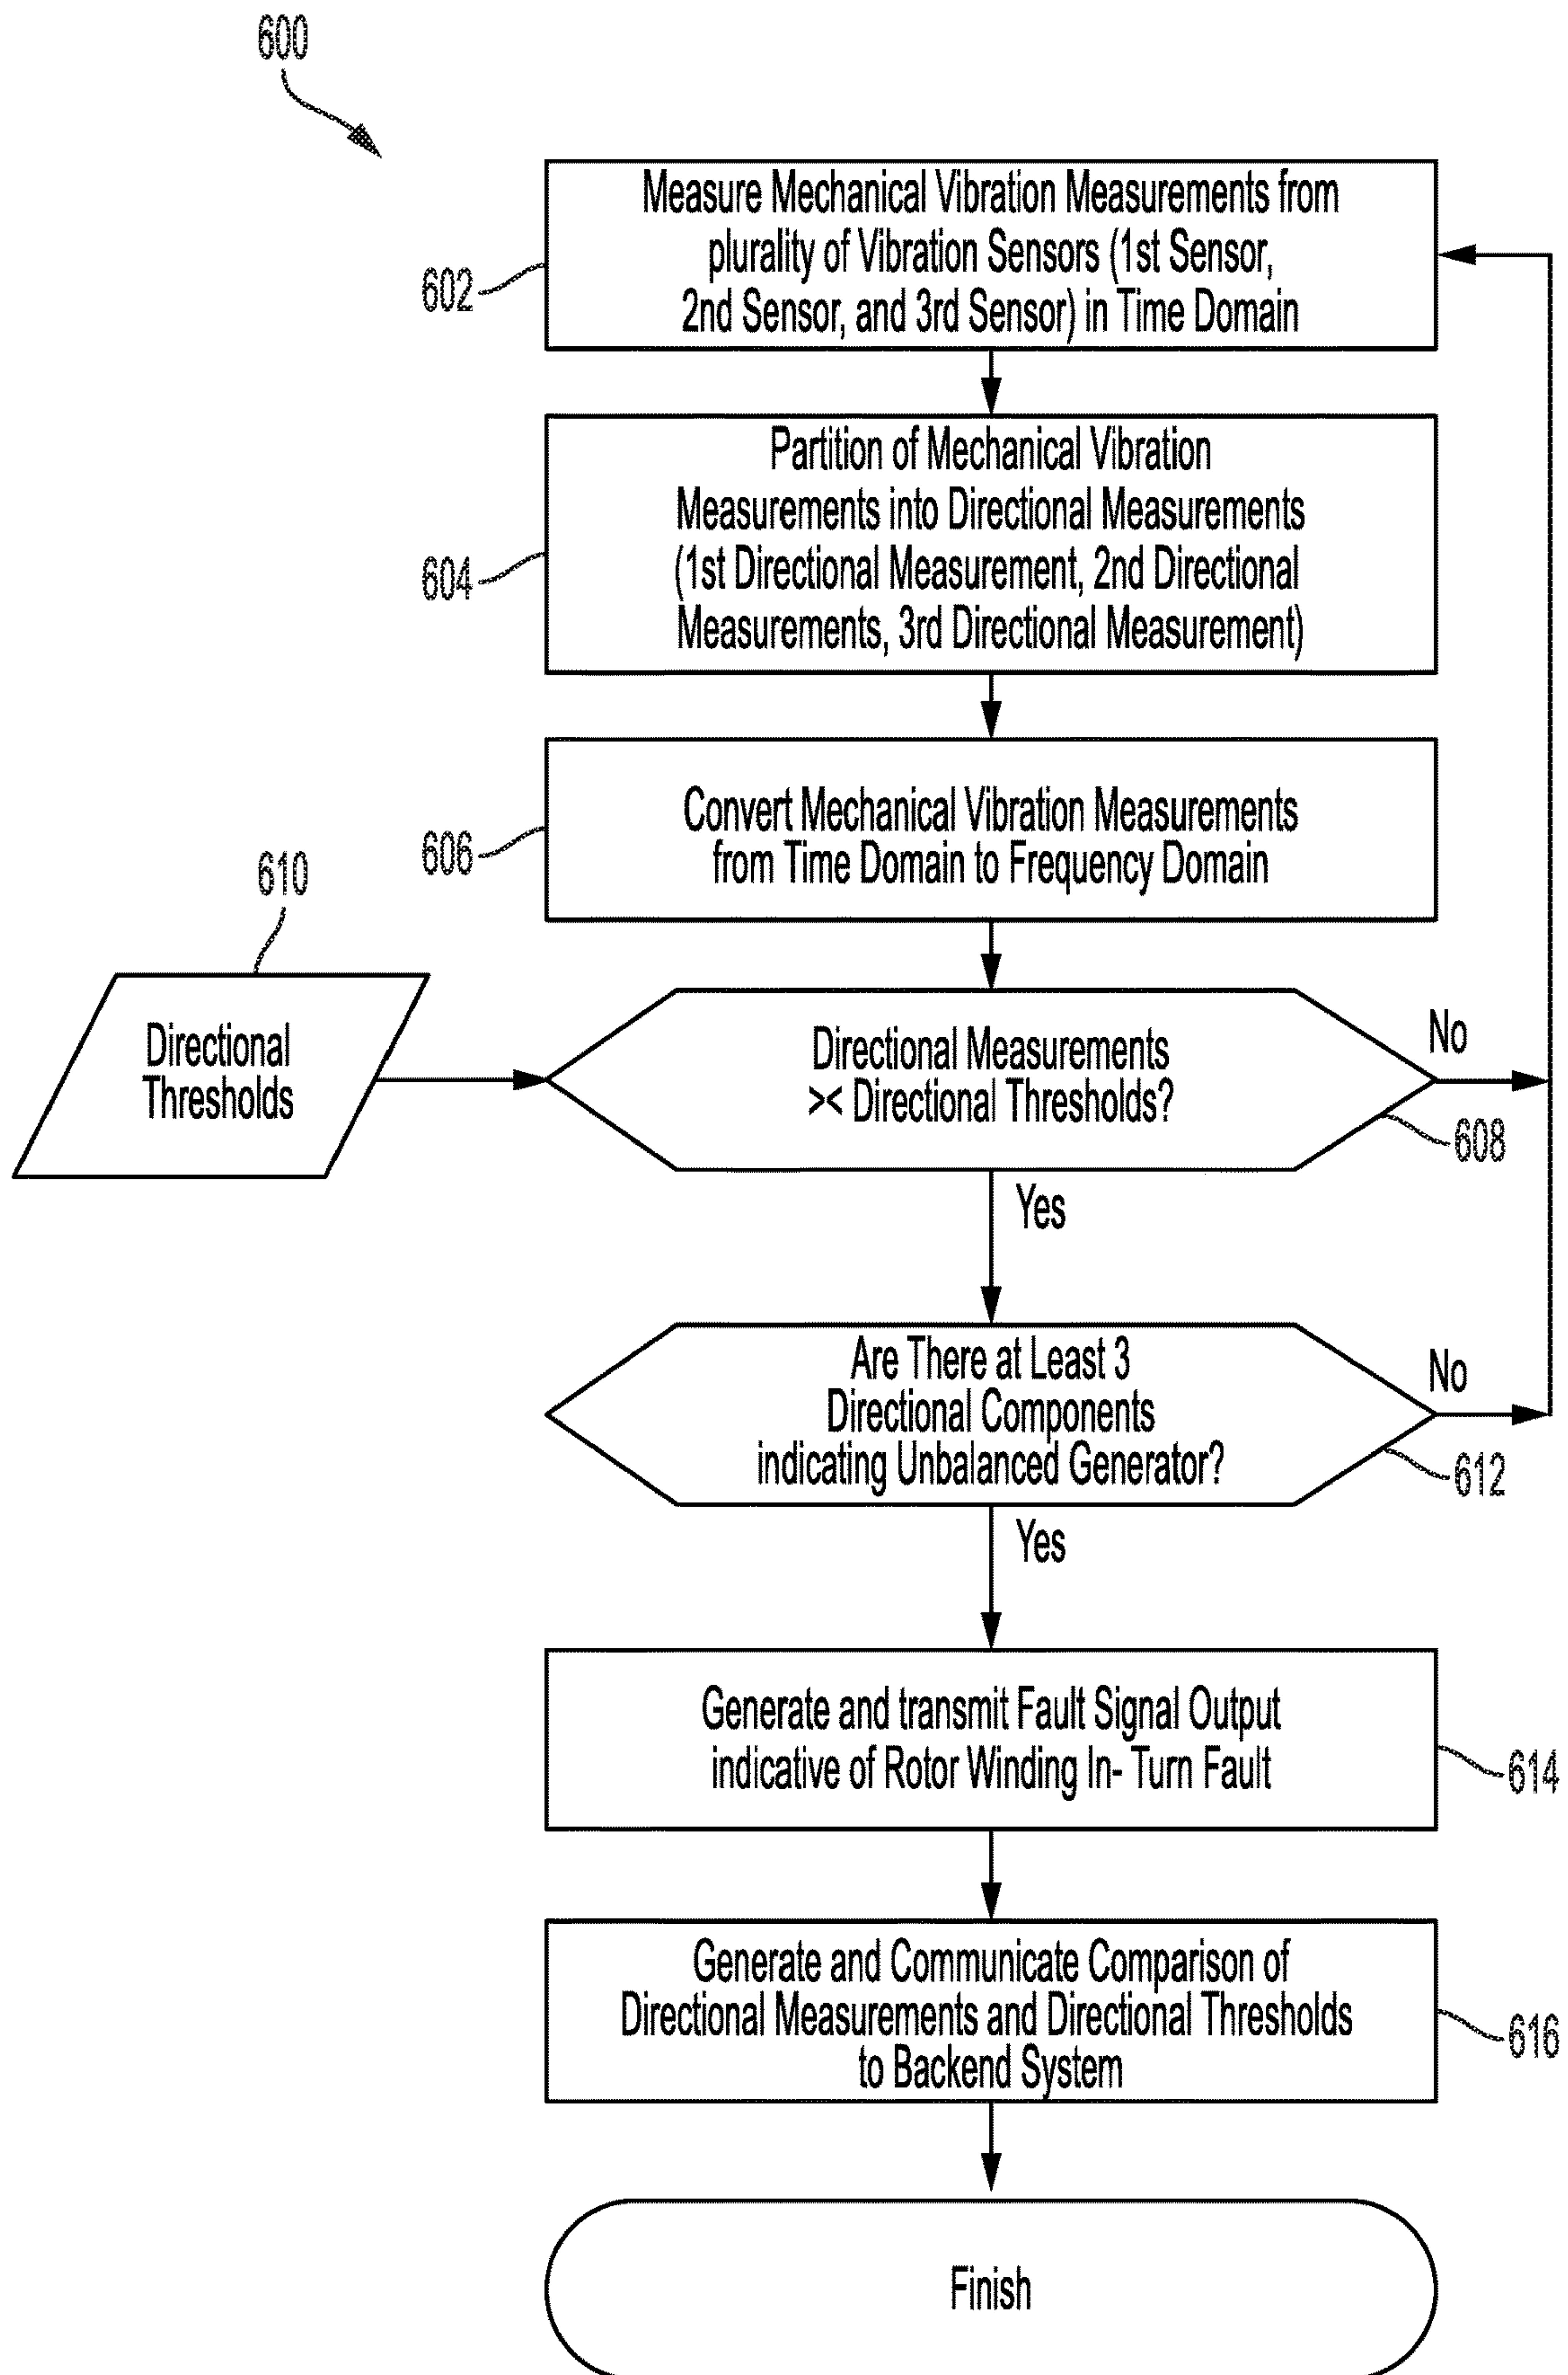 600
Measure Mechanical Vibration Measurements from
plurality of Vibration Sensors (1st Sensor,
2nd Sensor, and 3rd Sensor) in Time Domain
602
Partition of Mechanical Vibration
Measurements into Directional Measurements
(1st Directional Measurement, 2nd Directional
Measurements, 3rd Directional Measurement)
604
Convert Mechanical Vibration Measurements
from Time Domain to Frequency Domain
606
610
Directional
Thresholds
Directional Measurements
>< Directional Thresholds?
No
608
Yes
Are There at Least 3
Directional Components
indicating Unbalanced Generator?
No
612
Yes
Generate and transmit Fault Signal Output
indicative of Rotor Winding In- Turn Fault
614
Generate and Communicate Comparison of
Directional Measurements and Directional Thresholds
to Backend System
616
Finish